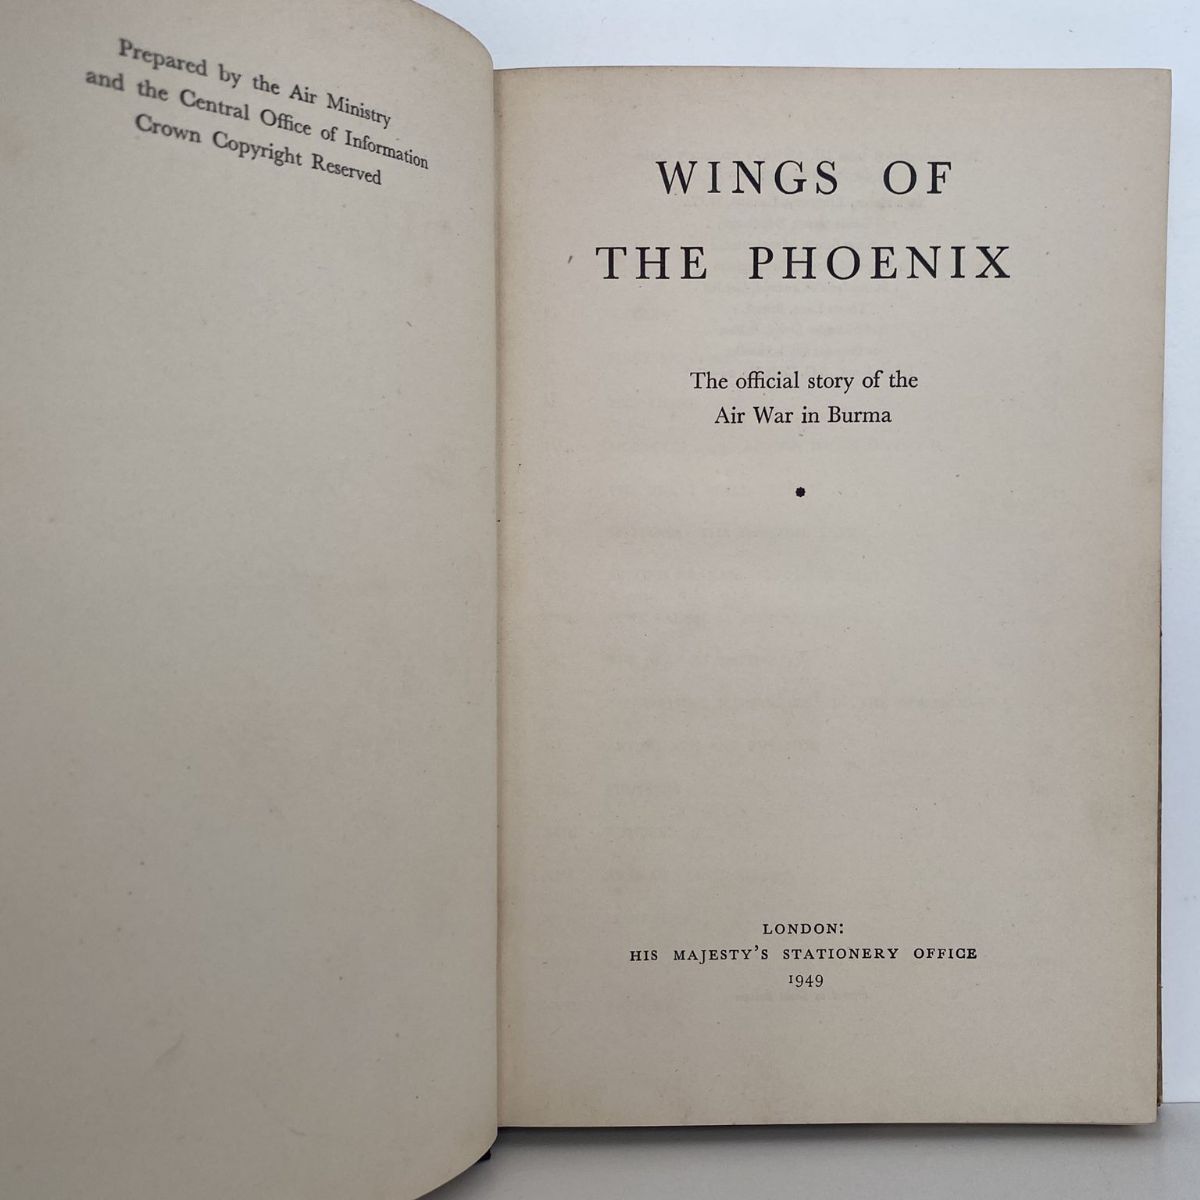 Prepared by the Air Ministry
and the Central Office of Information
Crown Copyright Reserved
WINGS OF
THE PHOENIX
The official story of the
Air War in Burma
LONDON:
HIS MAJESTY'S STATIONERY OFFICE
1949